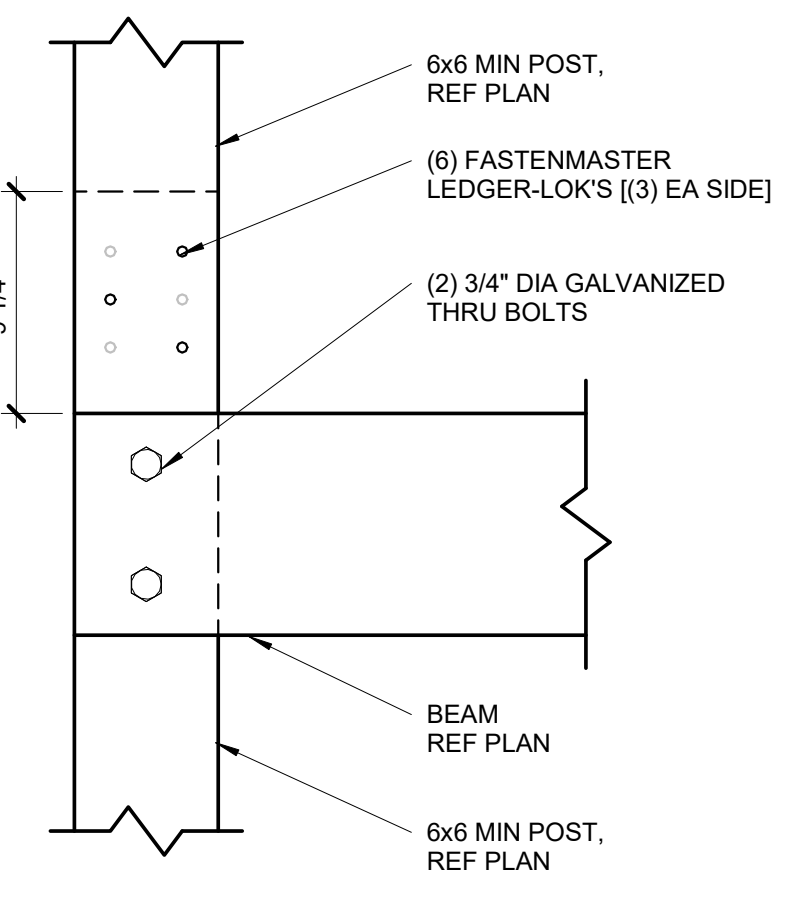 6x6 MIN POST,
REF PLAN
(6) FASTENMASTER
LEDGER-LOK'S [(3) EA SIDE]
(2) 3/4" DIA GALVANIZED
THRU BOLTS
BEAM
REF PLAN
6x6 MIN POST,
REF PLAN